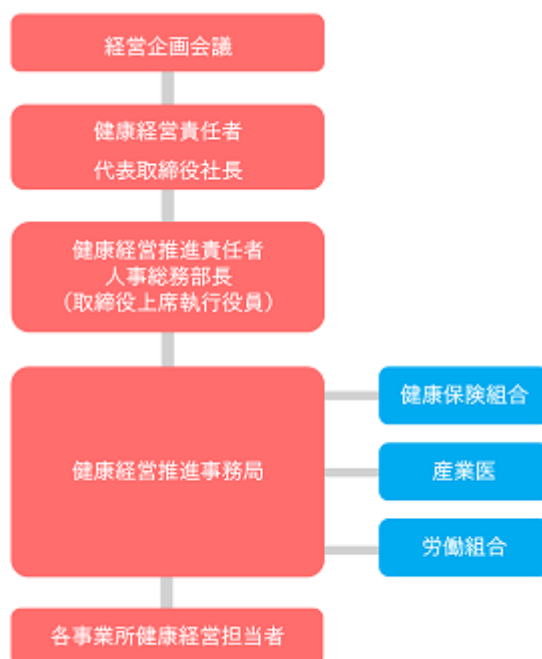 経営企画会議
健康経営責任者
代表取締役社長
健康経営推進責任者
人事総務部長
（取締役上席執行役員）
健康経営推進事務局
健康保険組合
産業医
労働組合
各事業所健康経営担当者